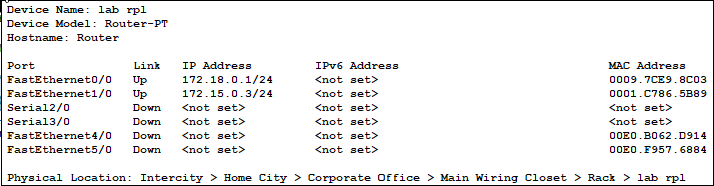 Device Name: lab rpl
Device Model: Router-PT
Hostname: Router
Port Link IP Address IPv6 Address MAC Address
FastEthernet0/0 Up 172.18.0.1/24 <not set> 0009.7CE9.8C03
FastEthernet1/0 Up 172.15.0.3/24 <not set> 0001.C786.5B89
Serial2/0 Down <not set> <not set> <not set>
Serial3/0 Down <not set> <not set> <not set>
FastEthernet4/0 Down <not set> <not set> 00E0.B062.D914
FastEthernet5/0 Down <not set> <not set> 00E0.F957.6884
Physical Location: Intercity > Home City > Corporate Office > Main Wiring Closet > Rack > lab rpl